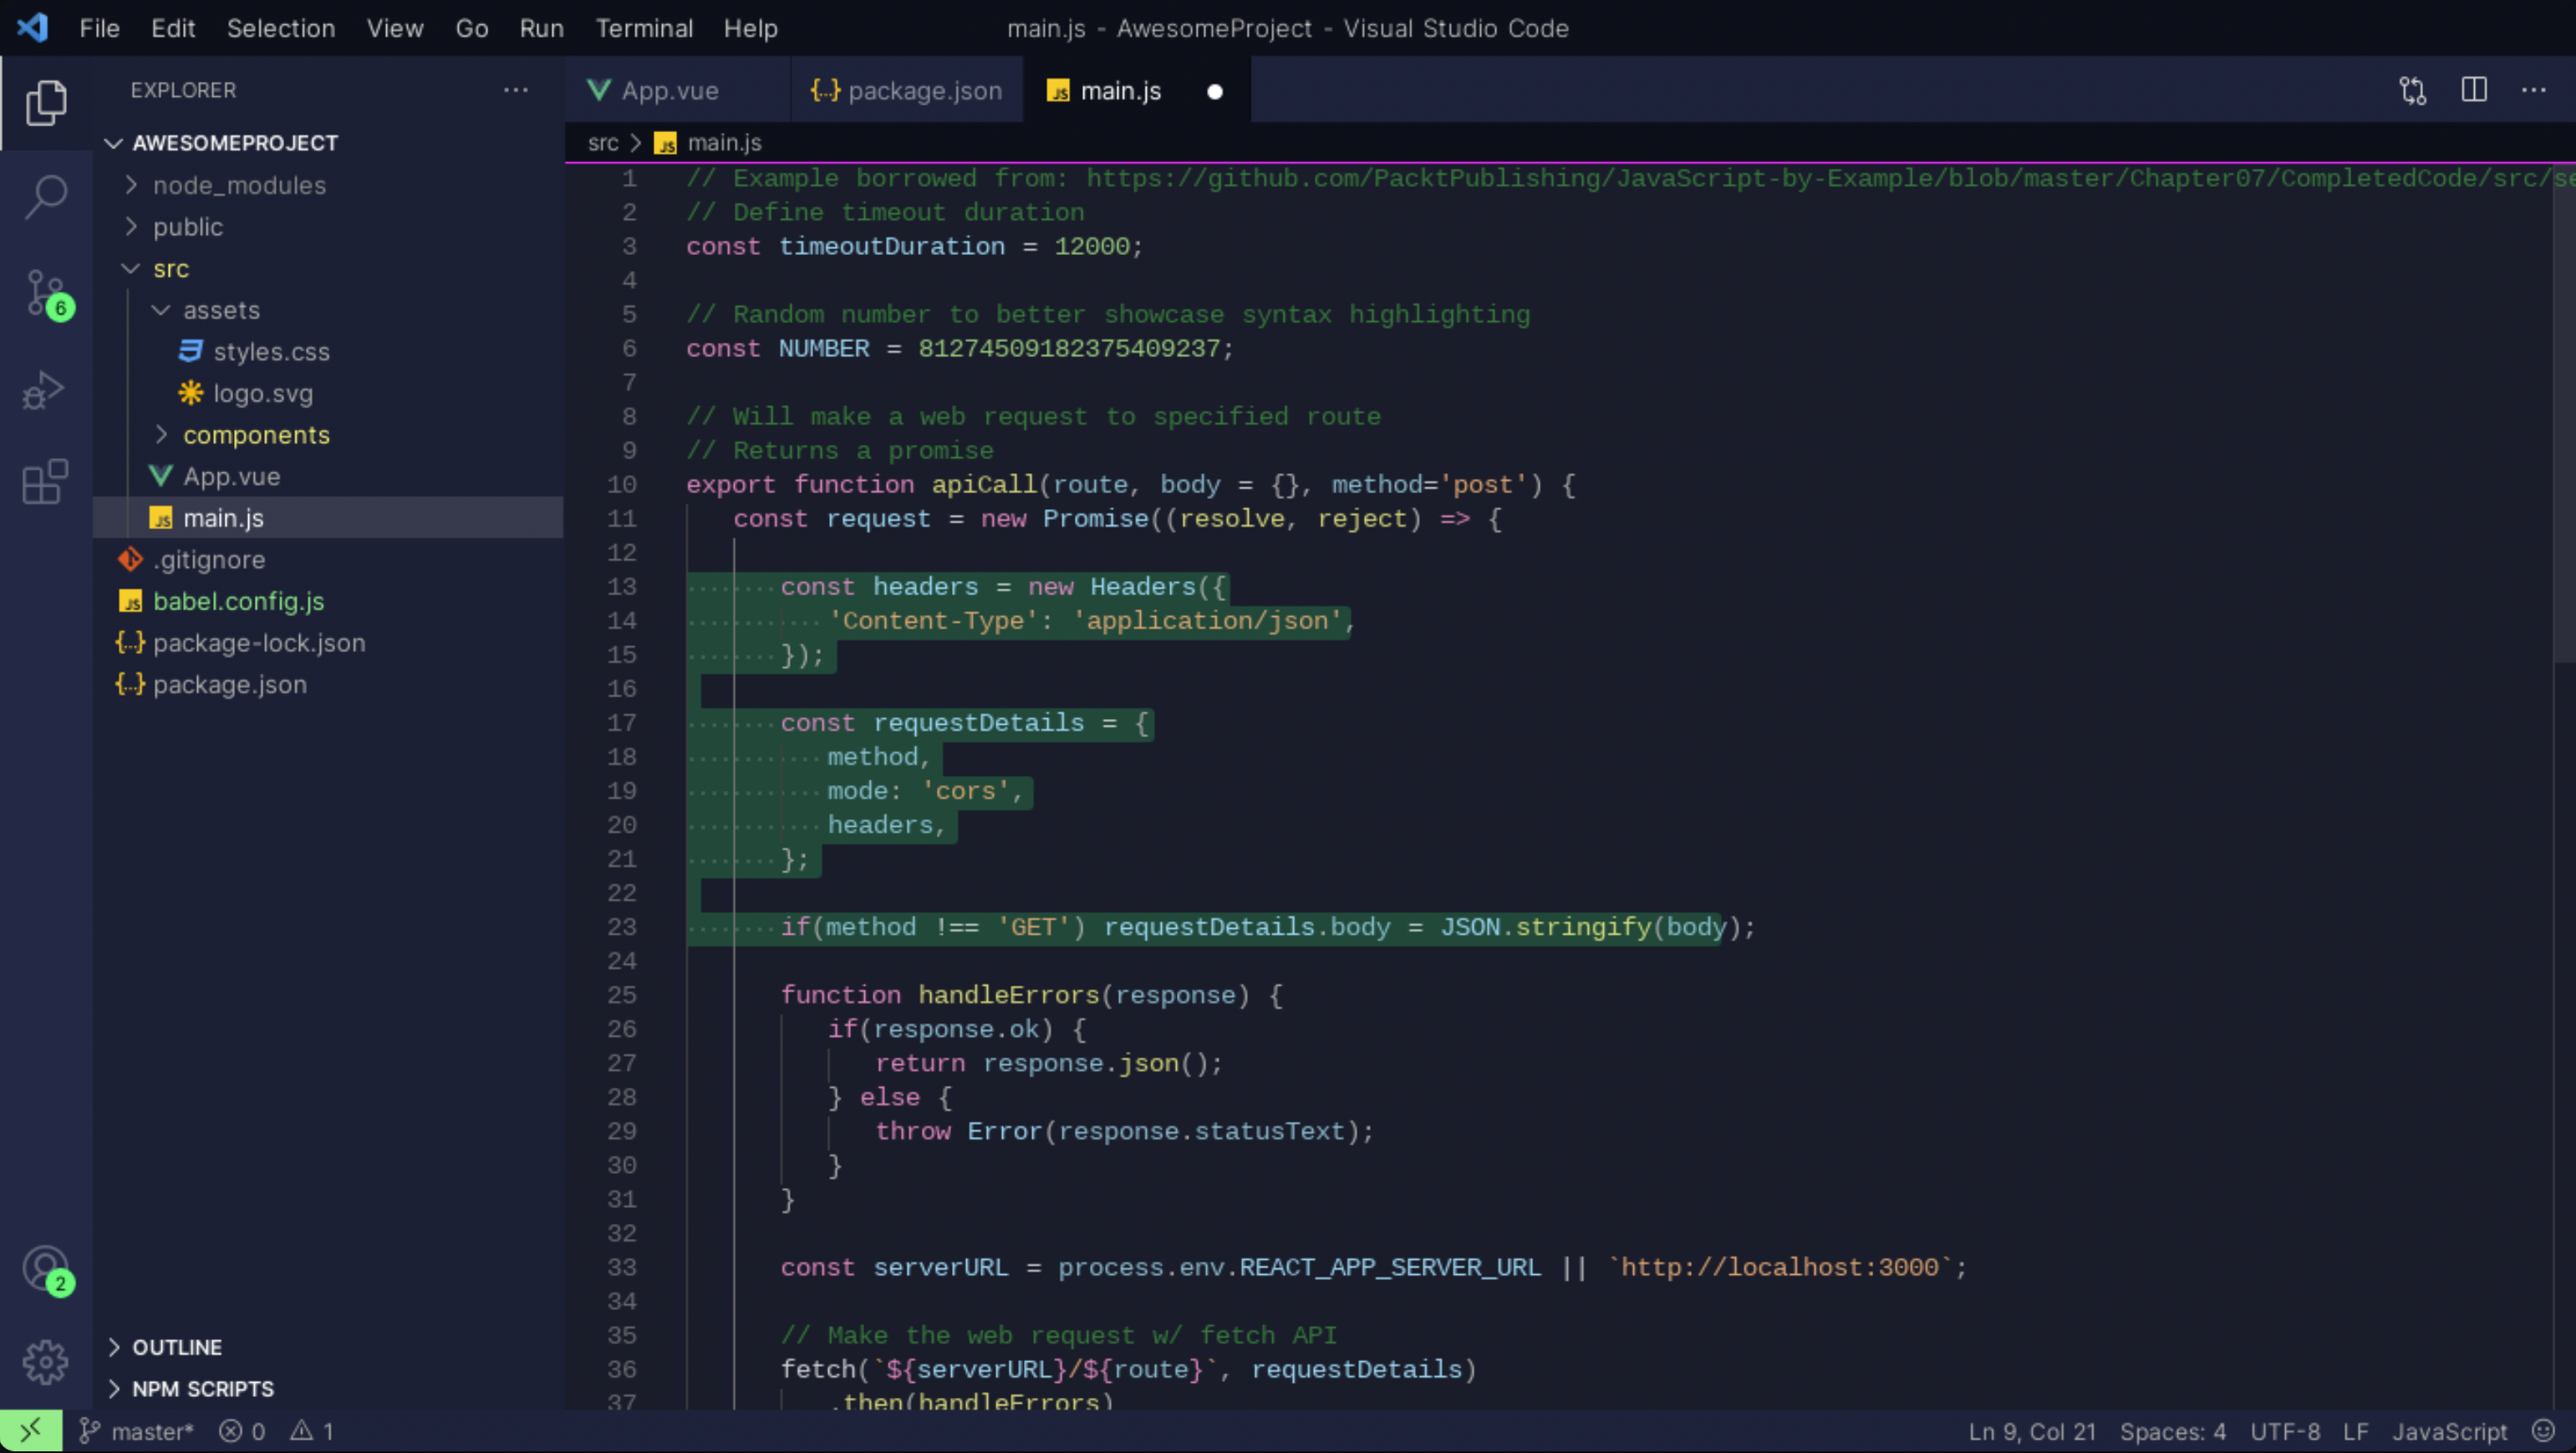 File Edit Selection View Go Run Terminal Help main.js - AwesomeProject - Visual Studio Code
EXPLORER
AWESOMEPROJECT
node_modules
public
src
assets
styles.css
logo.svg
components
App.vue
main.js
.gitignore
babel.config.js
package-lock.json
package.json
OUTLINE
NPM SCRIPTS
6
2
App.vue package.json main.js
src > main.js
1 // Example borrowed from: https://github.com/PacktPublishing/JavaScript-by-Example/blob/master/Chapter07/CompletedCode/src/se
2 // Define timeout duration
3 const timeoutDuration = 12000;
4
5 // Random number to better showcase syntax highlighting
6 const NUMBER = 81274509182375409237;
7
8 // Will make a web request to specified route
9 // Returns a promise
10 export function apiCall(route, body = {}, method='post') {
11 const request = new Promise((resolve, reject) => {
12
13 const headers = new Headers({
14 'Content-Type': 'application/json',
15 });
16
17 const requestDetails = {
18 method,
19 mode: 'cors',
20 headers,
21 };
22
23 if(method !== 'GET') requestDetails.body = JSON.stringify(body);
24
25 function handleErrors(response) {
26 if(response.ok) {
27 return response.json();
28 } else {
29 throw Error(response.statusText);
30 }
31 }
32
33 const serverURL = process.env.REACT_APP_SERVER_URL || `http://localhost:3000`;
34
35 // Make the web request w/ fetch API
36 fetch(`${serverURL}/${route}`, requestDetails)
37 .then(handleErrors)
master* 0 1 Ln 9, Col 21 Spaces: 4 UTF-8 LF JavaScript